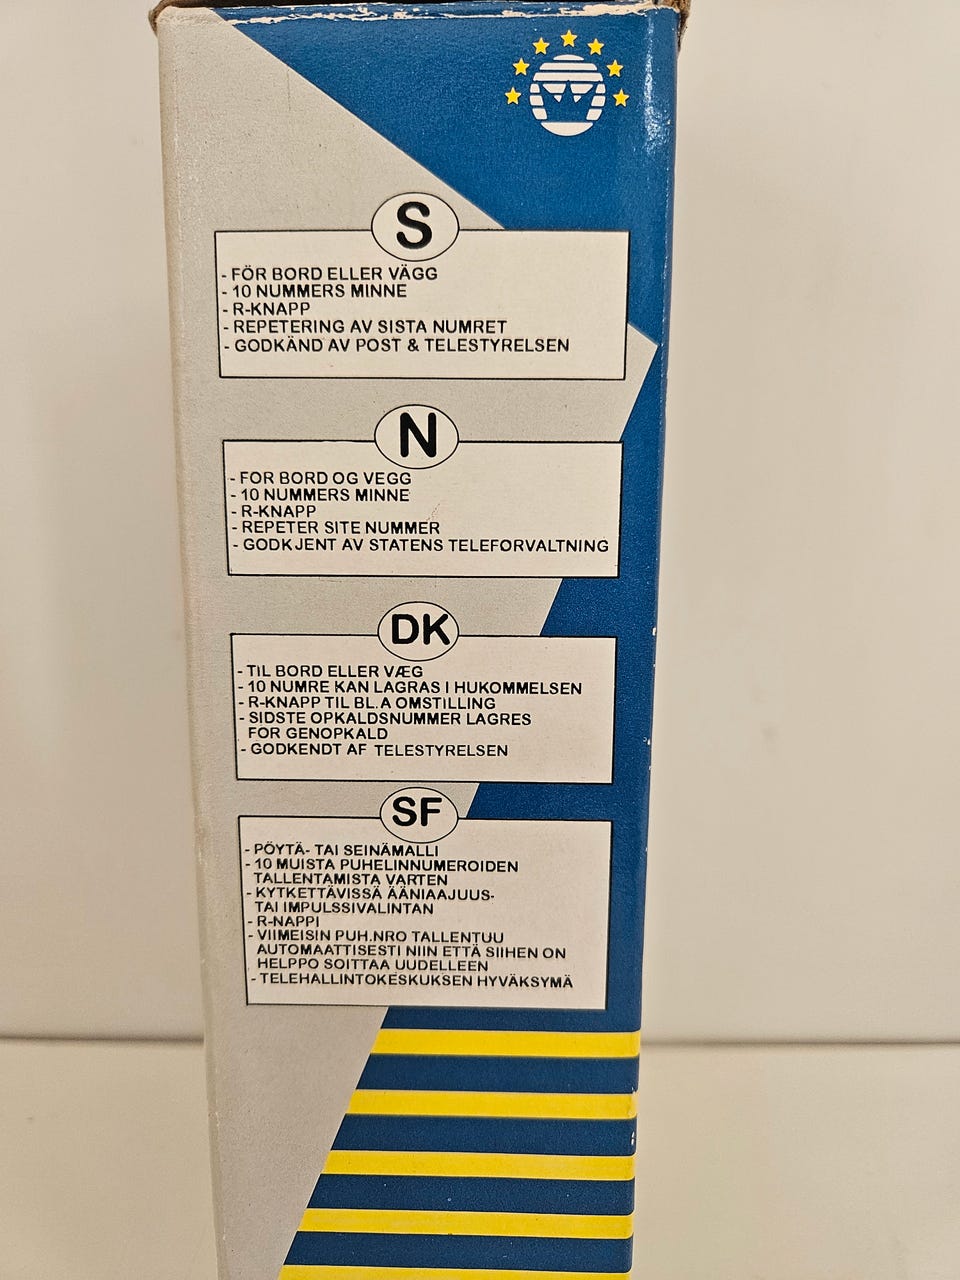 S
- FÖR BORD ELLER VÄGG
- 10 NUMMERS MINNE
- R-KNAPP
- REPETERING AV SISTA NUMRET
- GODKÄND AV POST & TELESTYRELSEN
N
- FOR BORD OG VEGG
- 10 NUMMERS MINNE
- R-KNAPP
- REPETER SITE NUMMER
- GODKJENT AV STATENS TELEFORVALTNING
DK
- TIL BORD ELLER VÆG
- 10 NUMRE KAN LAGRAS I HUKOMMELSEN
- R-KNAPP TIL BL.A OMSTILLING
- SIDSTE OPKALDSNUMMER LAGRES
FOR GENOPKALD
- GODKENDT AF TELESTYRELSEN
SF
- PÖYTÄ- TAI SEINÄMALLI
- 10 MUISTA PUHELINNUMEROIDEN
TALLENTAMISTA VARTEN
- KYTKETTÄVISSÄ ÄÄNIAAJUUS-
TAI IMPULSSIVALINTAN
- R-NAPPI
- VIIMEISIN PUH.NRO TALLENTUU
AUTOMAATTISESTI NIIN ETTÄ SIIHEN ON
HELPPO SOITTAA UUDELLEEN
- TELEHALLINTOKESKUKSEN HYVÄKSYMÄ